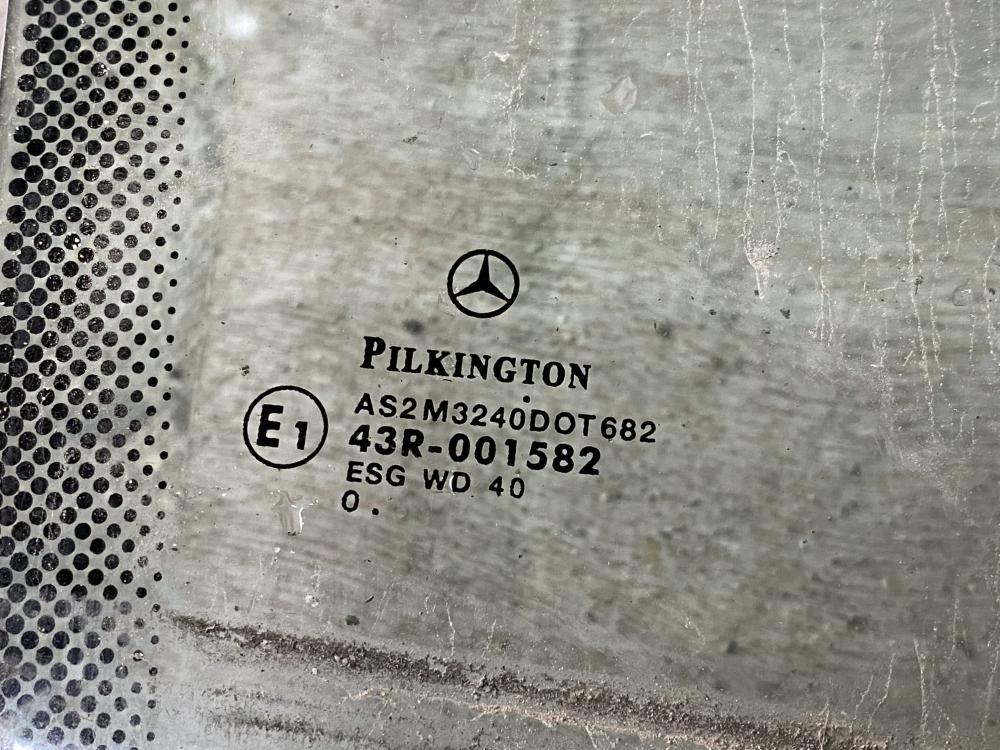 PILKINGTON
E1
AS2M3240DOT682
43R-001582
ESG WD 40
0 .